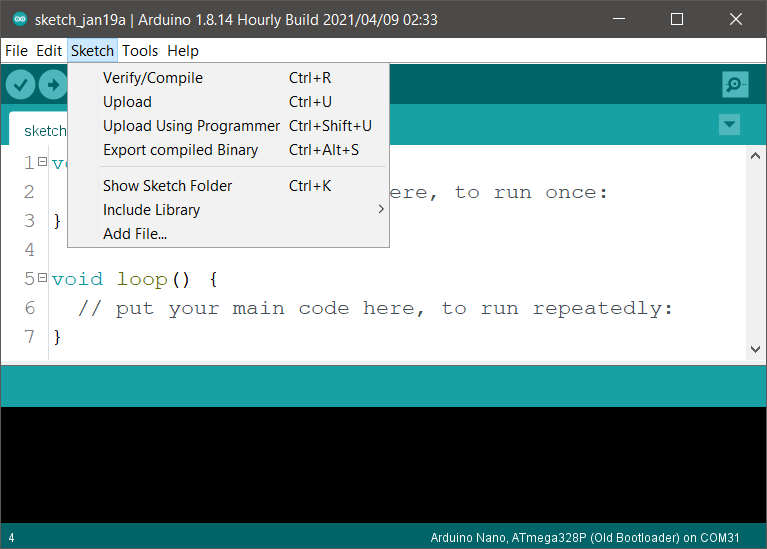 sketch_jan19a | Arduino 1.8.14 Hourly Build 2021/04/09 02:33
File Edit Sketch Tools Help
Verify/Compile Ctrl+R
Upload Ctrl+U
Upload Using Programmer Ctrl+Shift+U
Export compiled Binary Ctrl+Alt+S
Show Sketch Folder Ctrl+K
Include Library
Add File...
sketch
1 v
2 ere, to run once:
3 }
4
5 void loop() {
6 // put your main code here, to run repeatedly:
7 }
4 Arduino Nano, ATmega328P (Old Bootloader) on COM31